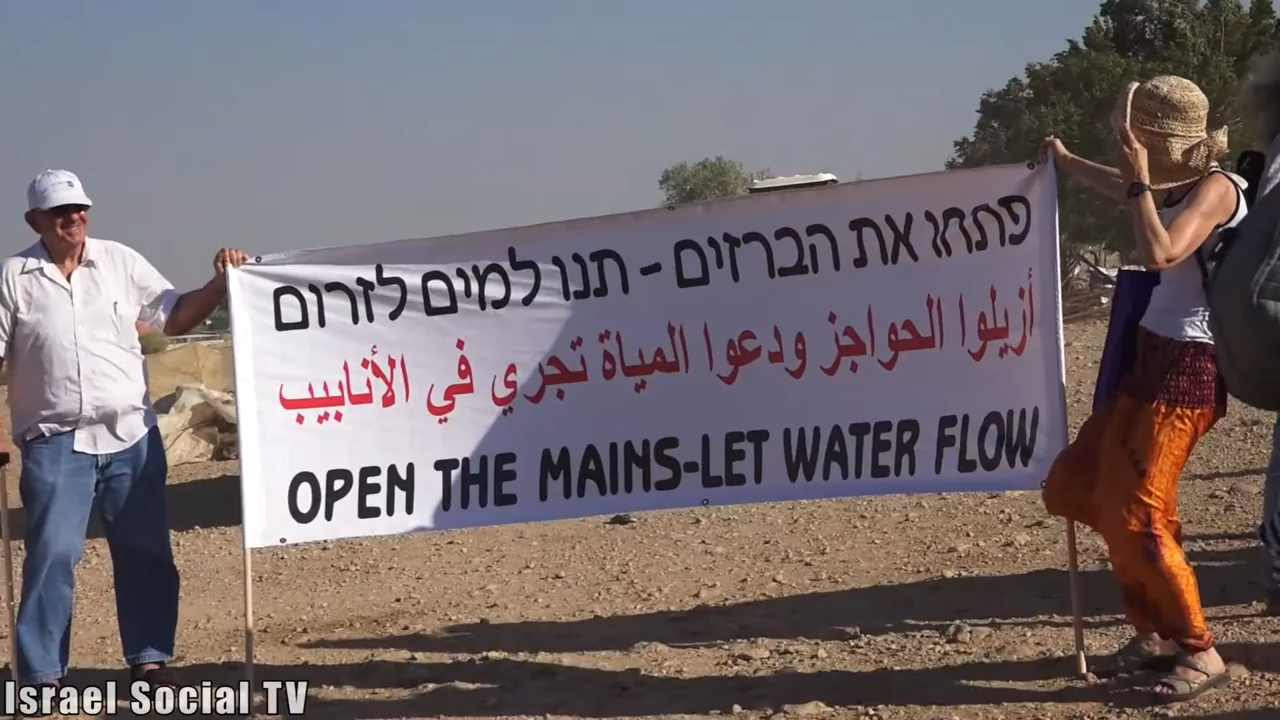 פתחו את הברזים - תנו למים לזרום
أزيلوا الحواجز ودعوا المياة تجري في الأنابيب
OPEN THE MAINS-LET WATER FLOW
Israel Social TV